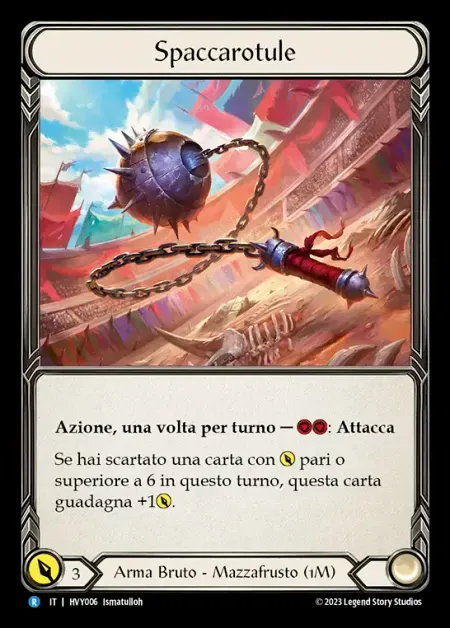 Spaccarotule
Azione, una volta per turno — : Attacca
Se hai scartato una carta con pari o
superiore a 6 in questo turno, questa carta
guadagna +1.
3
Arma Bruto - Mazzafrusto (1M)
R IT | HVY006 Ismatulloh
© 2023 Legend Story Studios